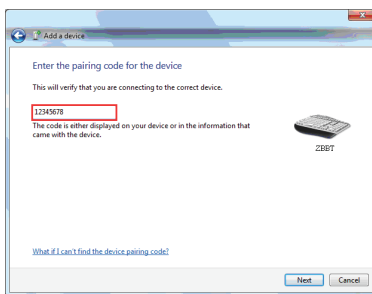 Add a device
Enter the pairing code for the device
This will verify that you are connecting to the correct device.
12345678
The code is either displayed on your device or in the information that
came with the device.
ZBBT
What if I can't find the device pairing code?
Next Cancel